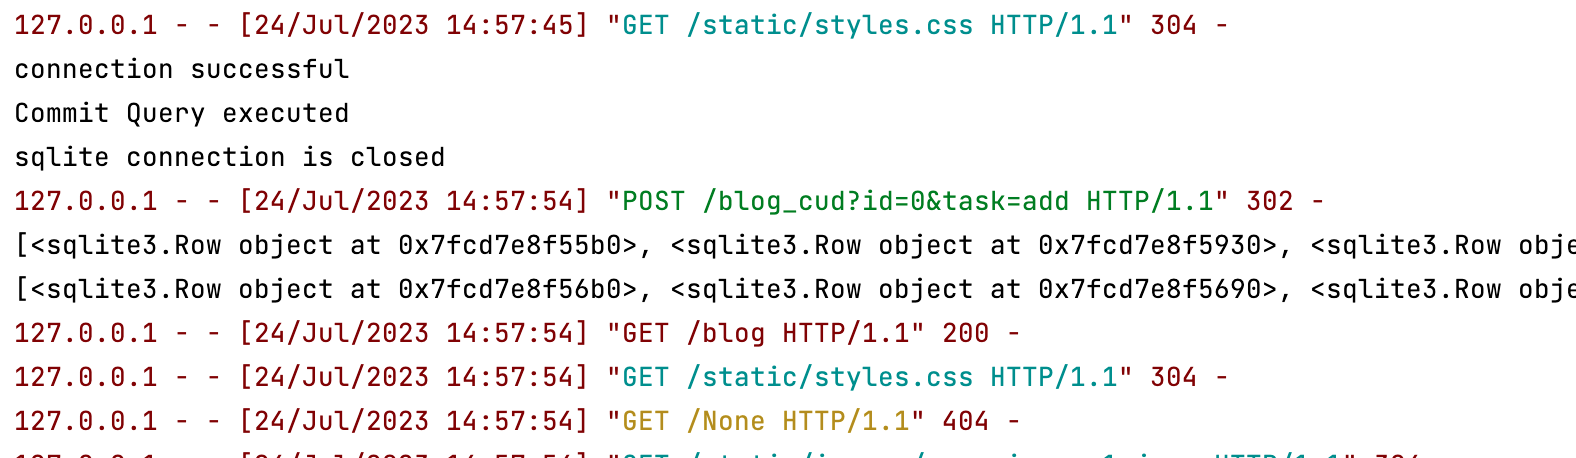 127.0.0.1 - - [24/Jul/2023 14:57:45] "GET /static/styles.css HTTP/1.1" 304 -
connection successful
Commit Query executed
sqlite connection is closed
127.0.0.1 - - [24/Jul/2023 14:57:54] "POST /blog_cud?id=0&task=add HTTP/1.1" 302 -
[<sqlite3.Row object at 0x7fcd7e8f55b0>, <sqlite3.Row object at 0x7fcd7e8f5930>, <sqlite3.Row obje
[<sqlite3.Row object at 0x7fcd7e8f56b0>, <sqlite3.Row object at 0x7fcd7e8f5690>, <sqlite3.Row obje
127.0.0.1 - - [24/Jul/2023 14:57:54] "GET /blog HTTP/1.1" 200 -
127.0.0.1 - - [24/Jul/2023 14:57:54] "GET /static/styles.css HTTP/1.1" 304 -
127.0.0.1 - - [24/Jul/2023 14:57:54] "GET /None HTTP/1.1" 404 -